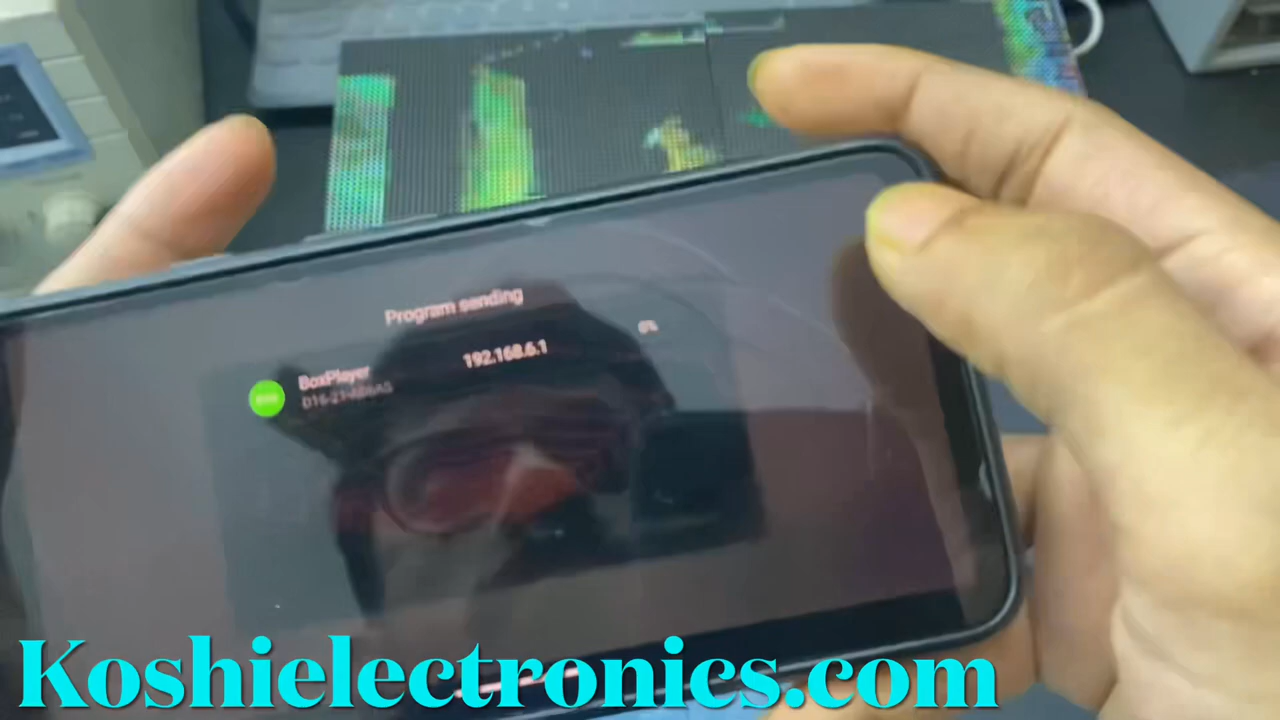 Program sending
BoxPlayer
192.168.6.1
Koshielectronics.com